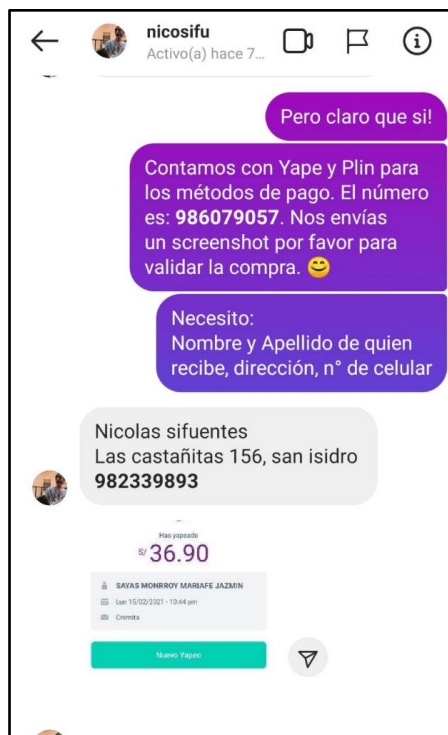 nicosifu
Activo(a) hace 7...
Pero claro que si!
Contamos con Yape y Plin para
los métodos de pago. El número
es: 986079057. Nos envías
un screenshot por favor para
validar la compra. 😊
Necesito:
Nombre y Apellido de quien
recibe, dirección, n° de celular
Nicolas sifuentes
Las castañitas 156, san isidro
982339893
Has yapeado
S/ 36.90
SAYAS MONRROY MARIAFE JAZMIN
Lun 15/02/2021 - 10:44 pm
Cremita
Nuevo Yapeo